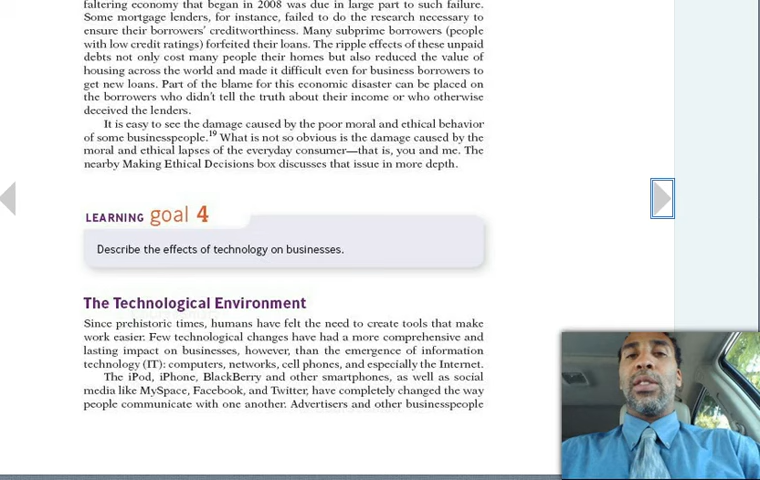 faltering economy that began in 2008 was due in large part to such failure.
Some mortgage lenders, for instance, failed to do the research necessary to
ensure their borrowers' creditworthiness. Many subprime borrowers (people
with low credit ratings) forfeited their loans. The ripple effects of these unpaid
debts not only cost many people their homes but also reduced the value of
housing across the world and made it difficult even for business borrowers to
get new loans. Part of the blame for this economic disaster can be placed on
the borrowers who didn't tell the truth about their income or who otherwise
deceived the lenders.
It is easy to see the damage caused by the poor moral and ethical behavior
of some businesspeople.19 What is not so obvious is the damage caused by the
moral and ethical lapses of the everyday consumer—that is, you and me. The
nearby Making Ethical Decisions box discusses that issue in more depth.
LEARNING goal 4
Describe the effects of technology on businesses.
The Technological Environment
Since prehistoric times, humans have felt the need to create tools that make
work easier. Few technological changes have had a more comprehensive and
lasting impact on businesses, however, than the emergence of information
technology (IT): computers, networks, cell phones, and especially the Internet.
The iPod, iPhone, BlackBerry and other smartphones, as well as social
media like MySpace, Facebook, and Twitter, have completely changed the way
people communicate with one another. Advertisers and other businesspeople